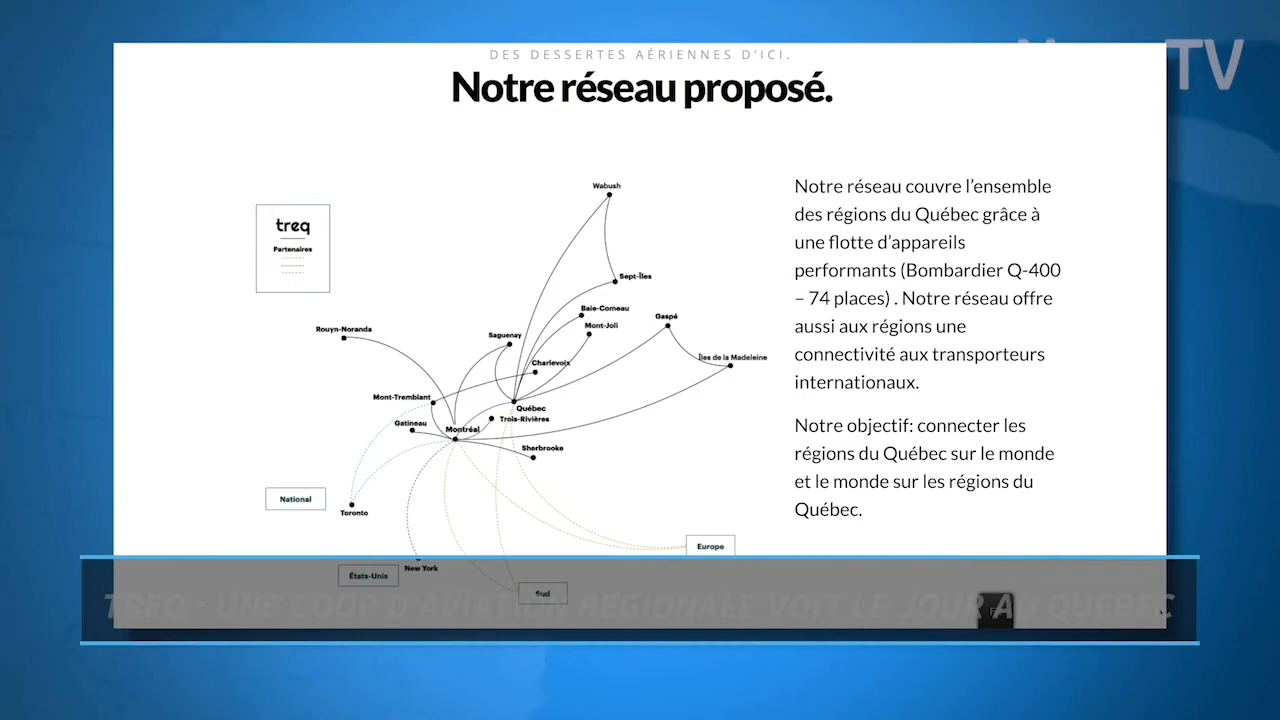 DES DESSERTES AÉRIENNES D'ICI.
TV
Notre réseau proposé.
Notre réseau couvre l'ensemble
des régions du Québec grâce à
une flotte d'appareils
performants (Bombardier Q-400
– 74 places) . Notre réseau offre
aussi aux régions une
connectivité aux transporteurs
internationaux.
Notre objectif: connecter les
régions du Québec sur le monde
et le monde sur les régions du
Québec.
treq
Partenaires
Wabush
Sept-Îles
Baie-Comeau
Gaspé
Mont-Joli
Rouyn-Noranda
Saguenay
Îles de la Madeleine
Charlevoix
Mont-Tremblant
Québec
Trois-Rivières
Gatineau
Montréal
Sherbrooke
National
Toronto
Europe
New York
États-Unis
Sud
TREQ : UNE COOP D'AVIATION RÉGIONALE VOIT LE JOUR AU QUÉBEC